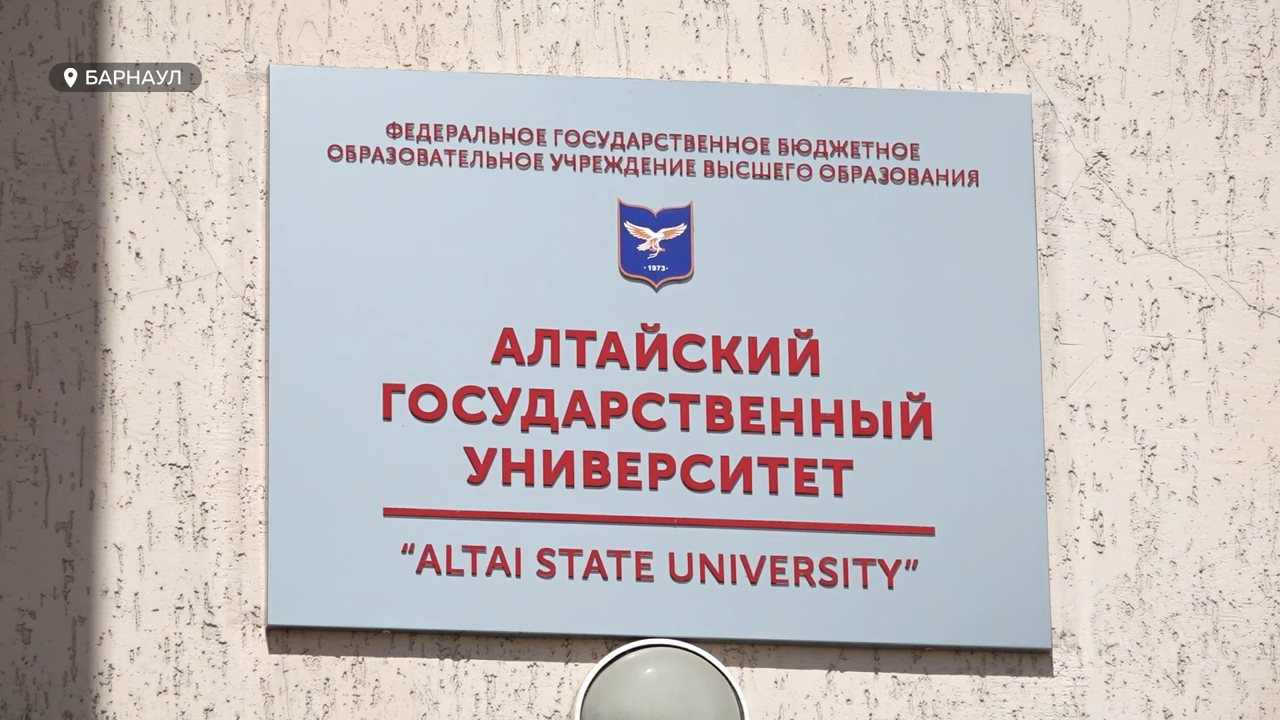 БАРНАУЛ
ФЕДЕРАЛЬНОЕ ГОСУДАРСТВЕННОЕ БЮДЖЕТНОЕ
ОБРАЗОВАТЕЛЬНОЕ УЧРЕЖДЕНИЕ ВЫСШЕГО ОБРАЗОВАНИЯ
·1973·
АЛТАЙСКИЙ
ГОСУДАРСТВЕННЫЙ
УНИВЕРСИТЕТ
“ALTAI STATE UNIVERSITY”